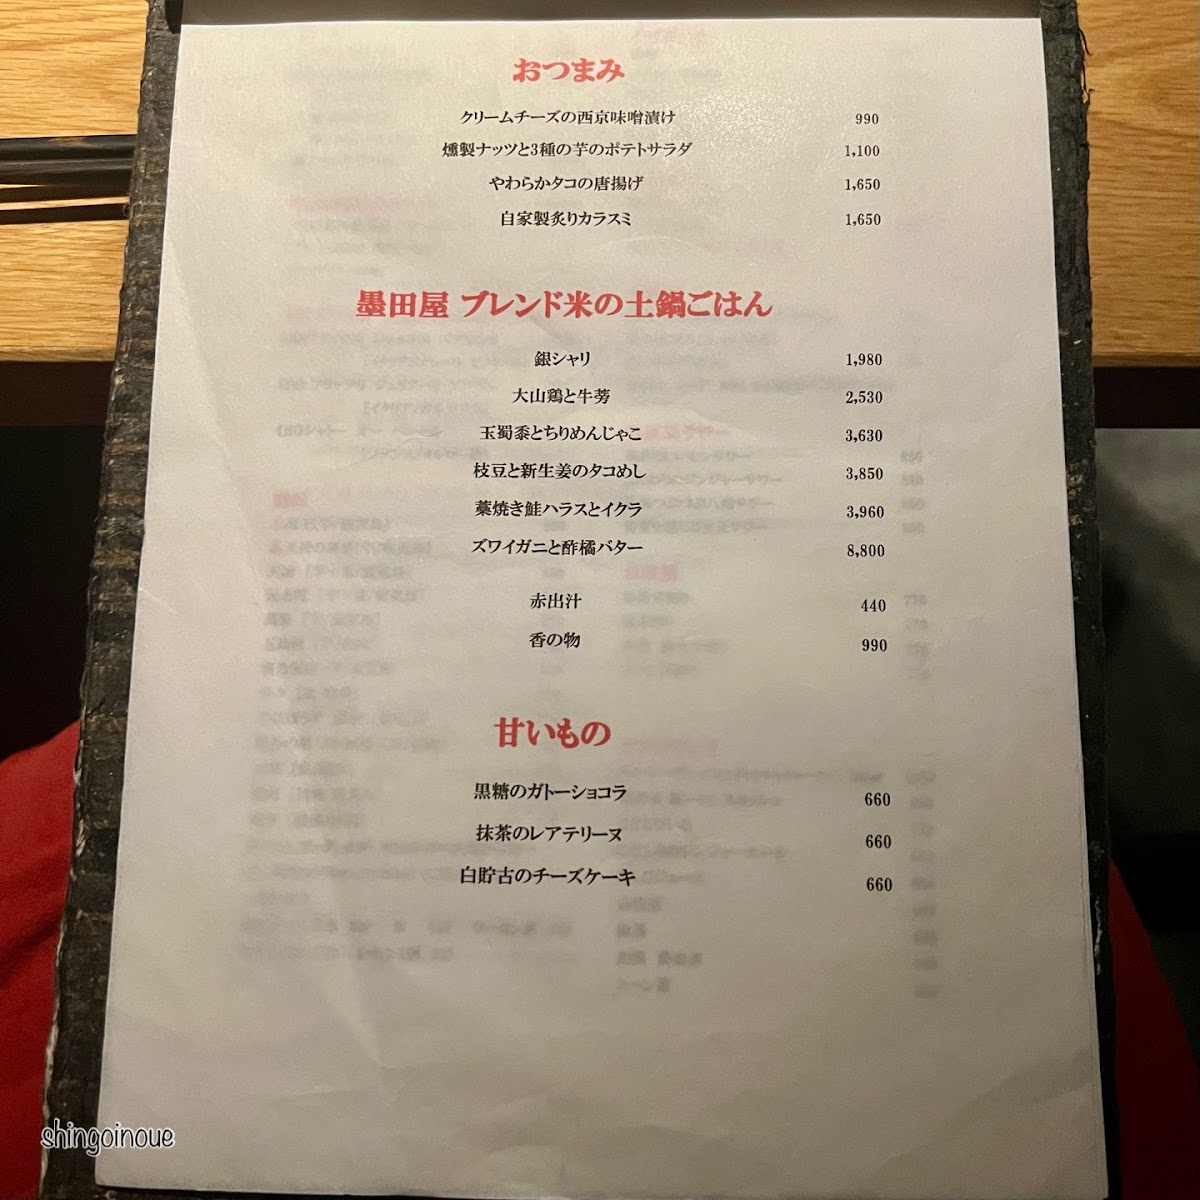 おつまみ
クリームチーズの西京味噌漬け 990
燻製ナッツと3種の芋のポテトサラダ 1,100
やわらかタコの唐揚げ 1,650
自家製炙りカラスミ 1,650
墨田屋 ブレンド米の土鍋ごはん
銀シャリ 1,980
大山鶏と牛蒡 2,530
玉蜀黍とちりめんじゃこ 3,630
枝豆と新生姜のタコめし 3,850
藁焼き鮭ハラスとイクラ 3,960
ズワイガニと酢橘バター 8,800
赤出汁 440
香の物 990
甘いもの
黒糖のガトーショコラ 660
抹茶のレアテリーヌ 660
白貯古のチーズケーキ 660
shingoinoue